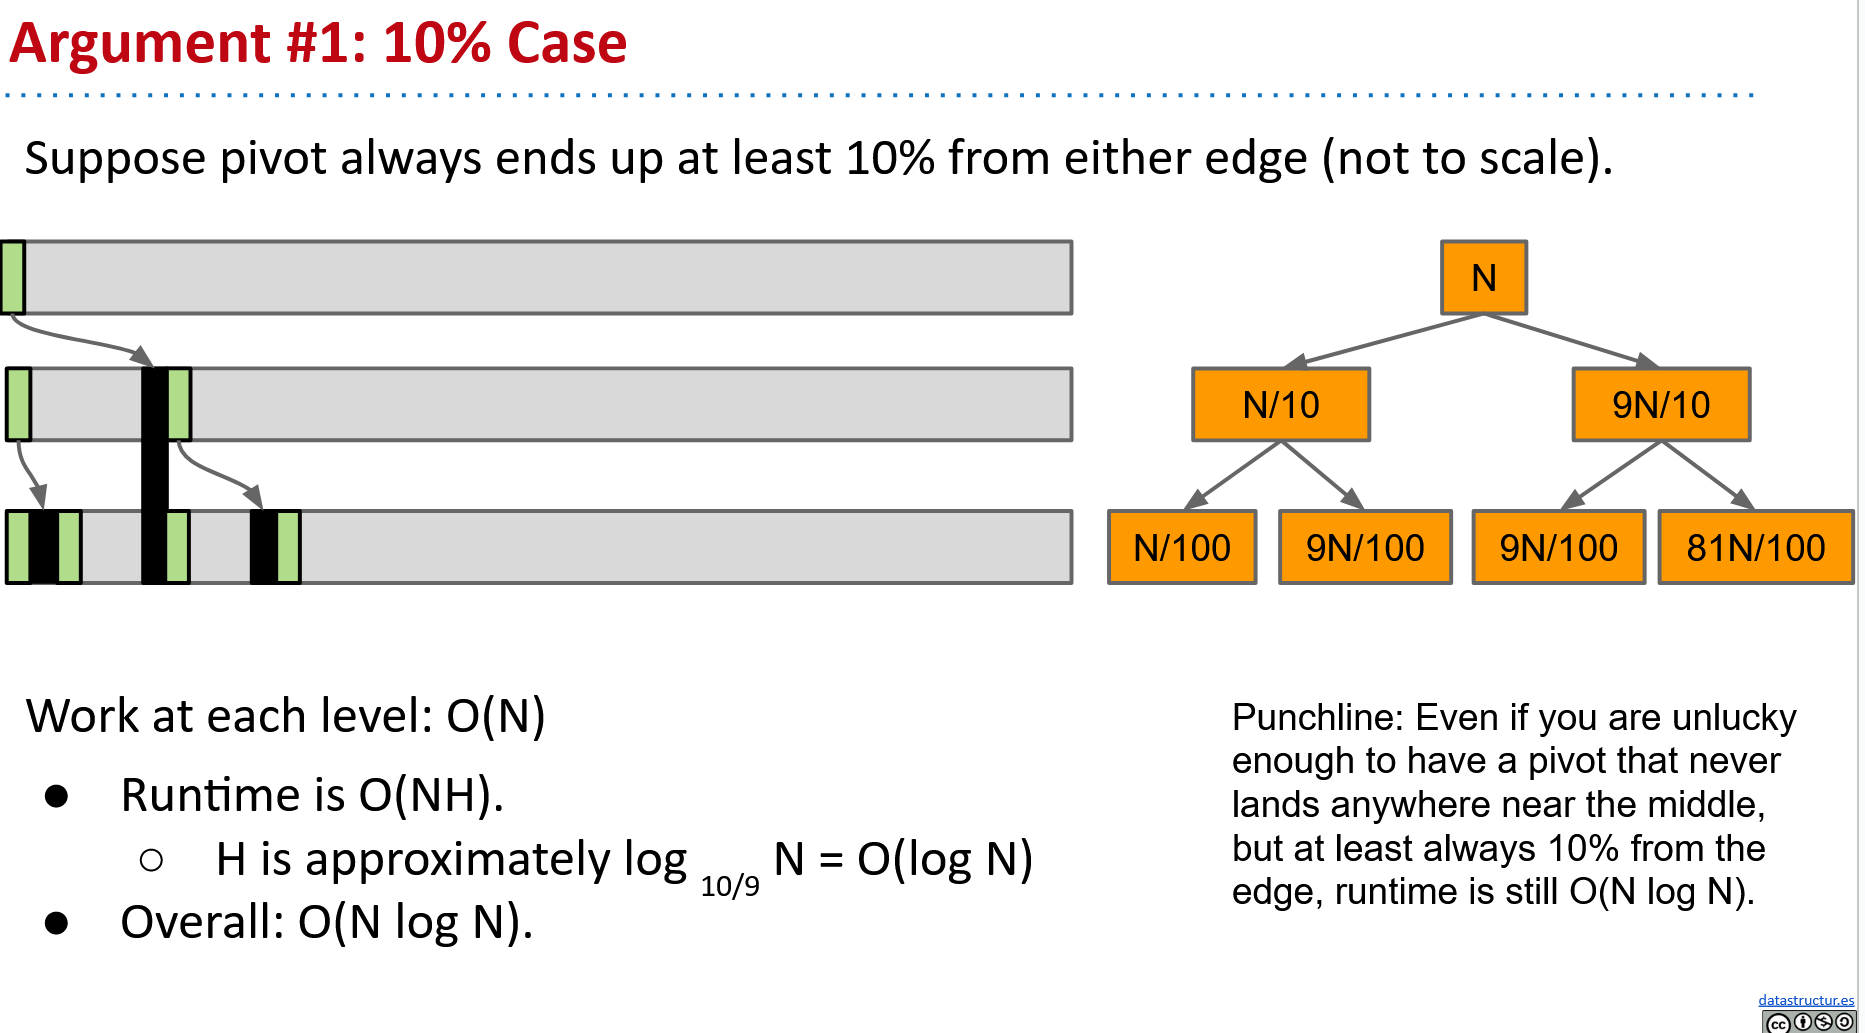 Argument #1: 10% Case
Suppose pivot always ends up at least 10% from either edge (not to scale).
N
N/10 9N/10
N/100 9N/100 9N/100 81N/100
Work at each level: O(N)
● Runtime is O(NH).
○ H is approximately log 10/9 N = O(log N)
● Overall: O(N log N).
Punchline: Even if you are unlucky
enough to have a pivot that never
lands anywhere near the middle,
but at least always 10% from the
edge, runtime is still O(N log N).
datastructur.es
cc